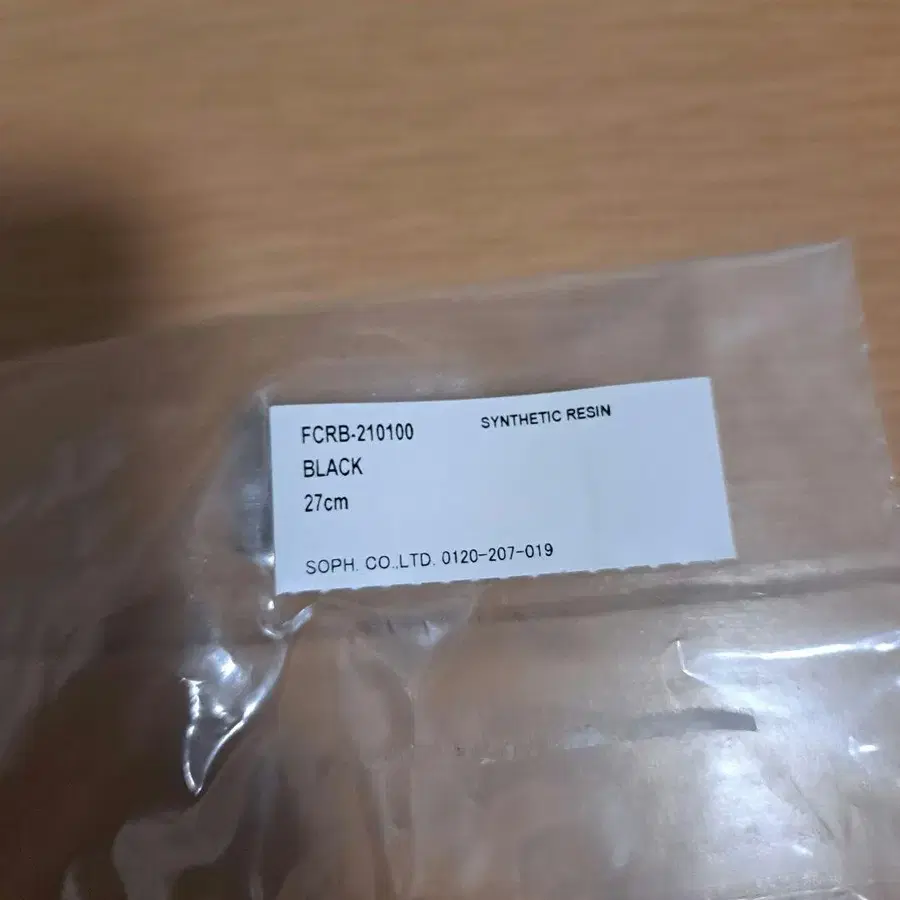 FCRB-210100 SYNTHETIC RESIN
BLACK
27cm
SOPH. CO.,LTD. 0120-207-019